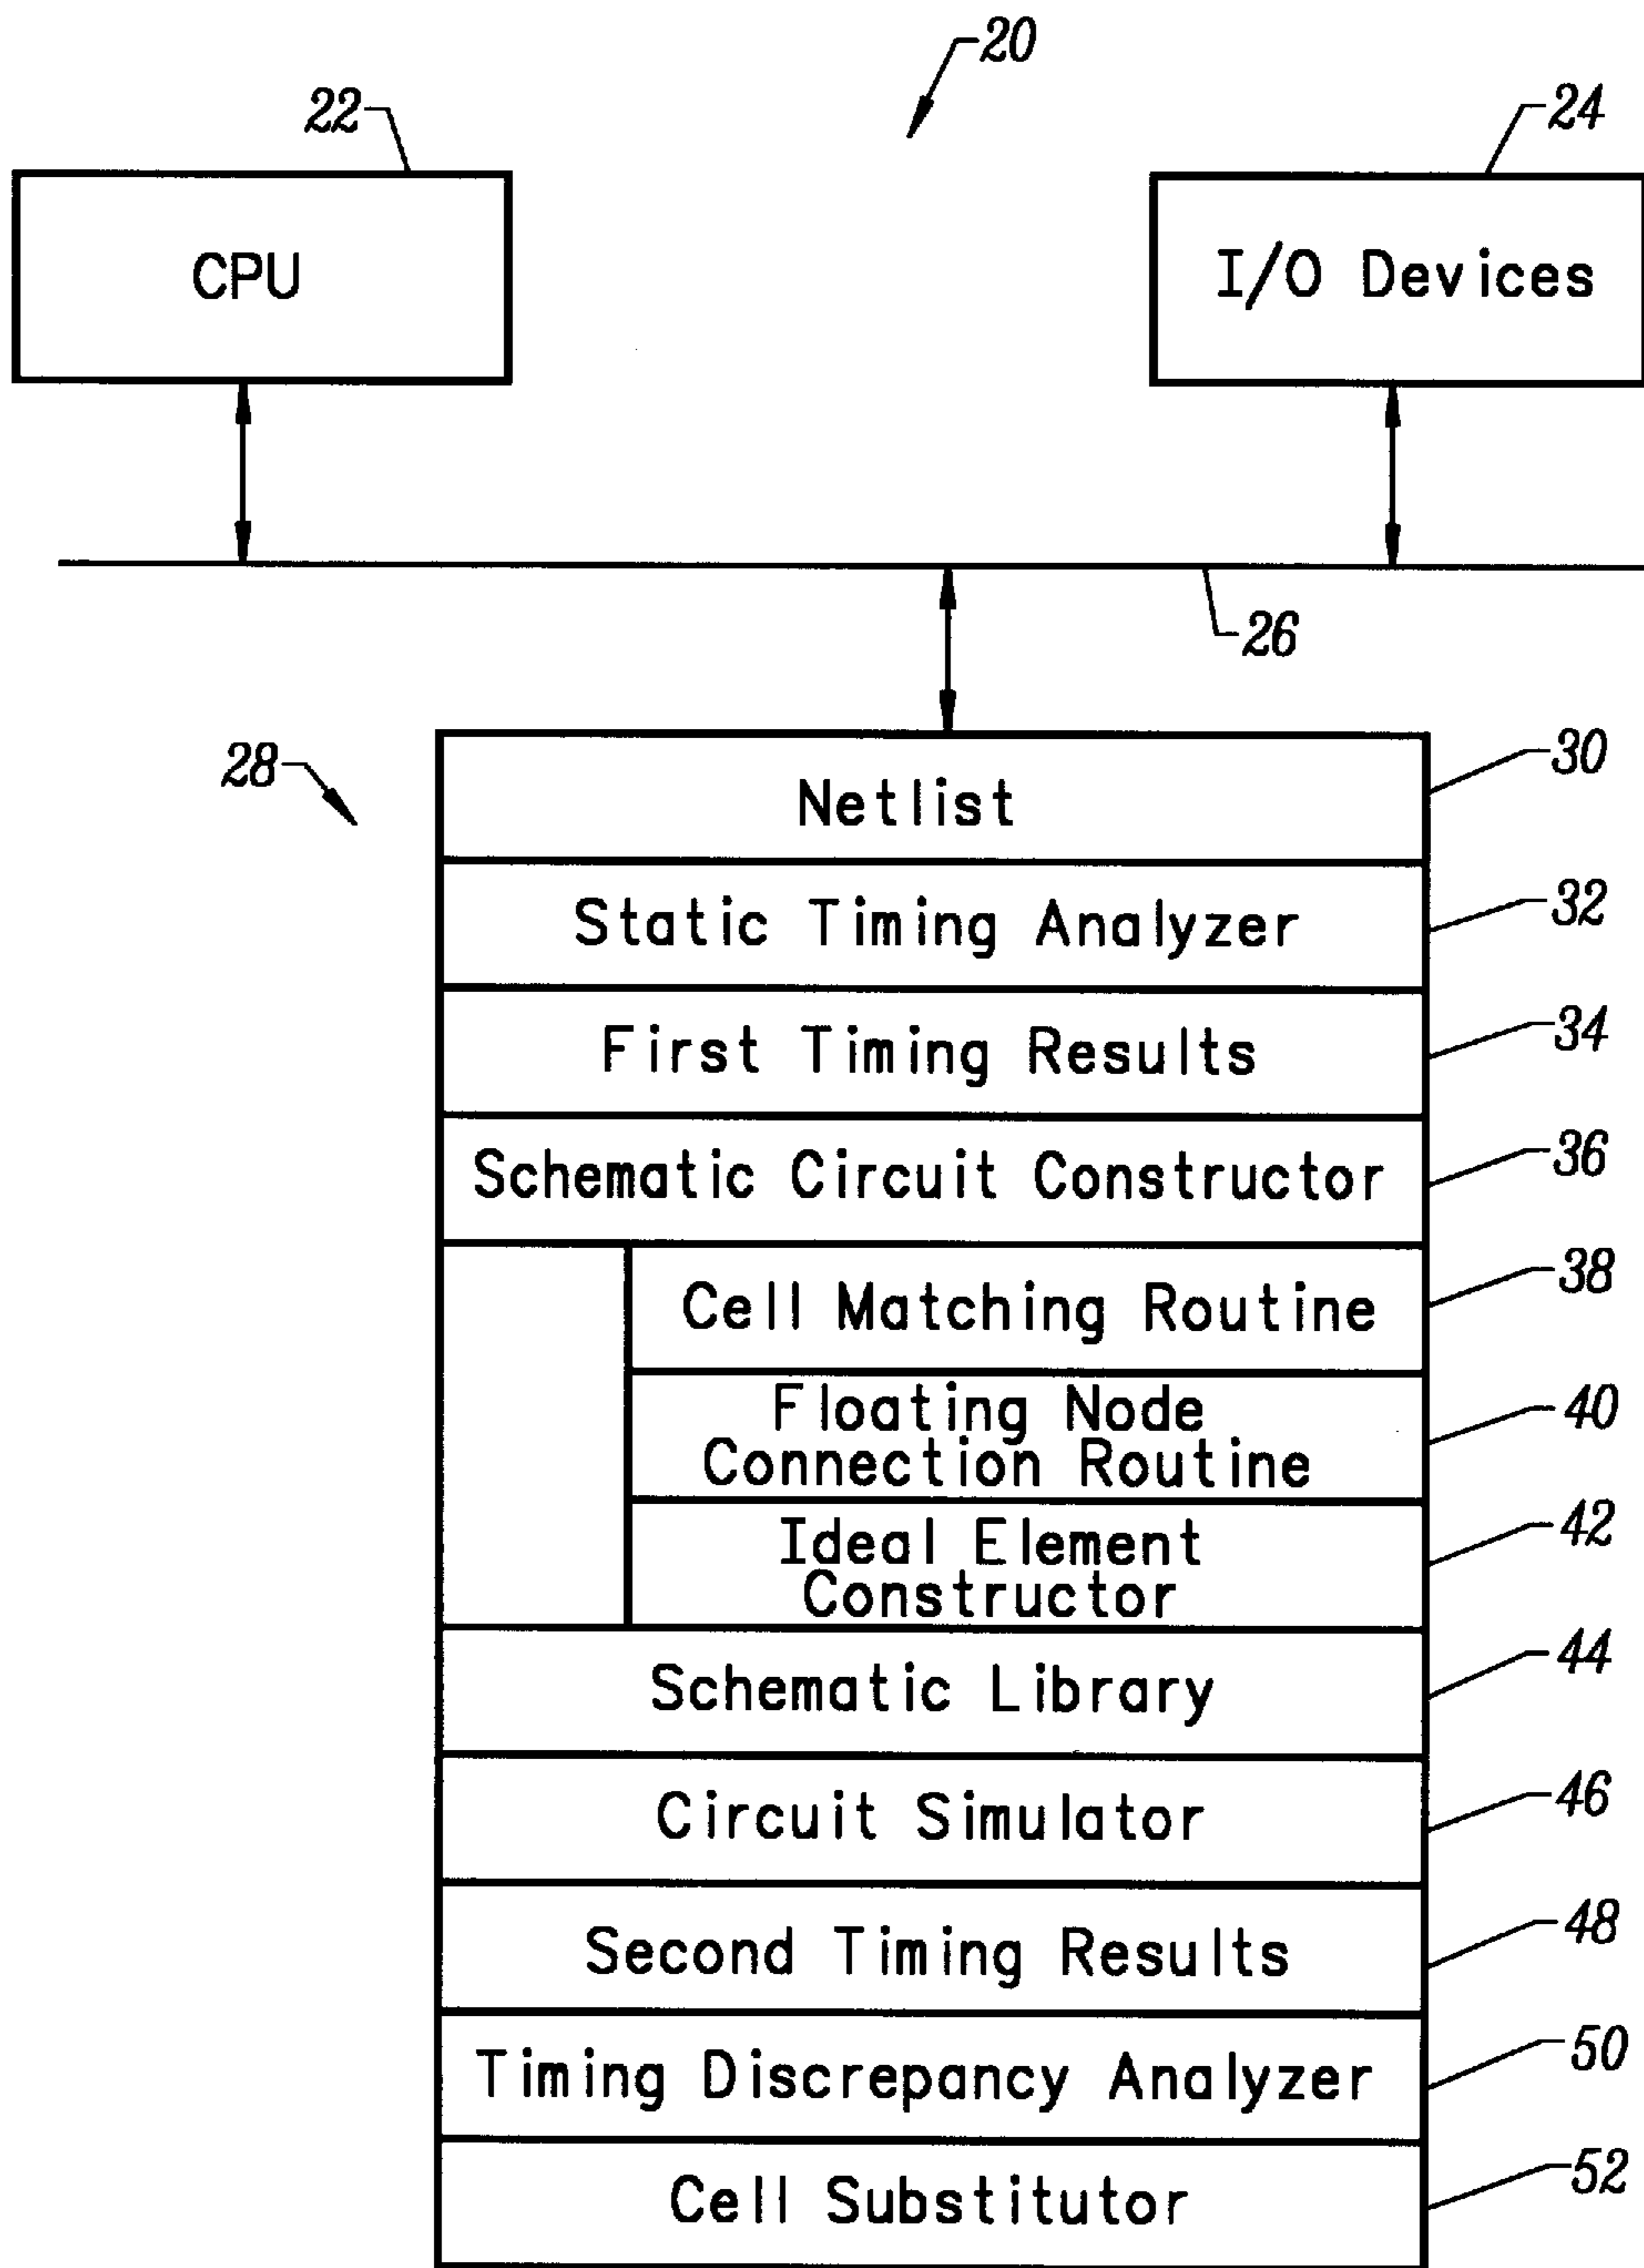 20
22
24
CPU
I/O Devices
26
28
Netlist
30
Static Timing Analyzer
32
First Timing Results
34
Schematic Circuit Constructor
36
Cell Matching Routine
38
Floating Node
Connection Routine
40
Ideal Element
Constructor
42
Schematic Library
44
Circuit Simulator
46
Second Timing Results
48
Timing Discrepancy Analyzer
50
Cell Substitutor
52